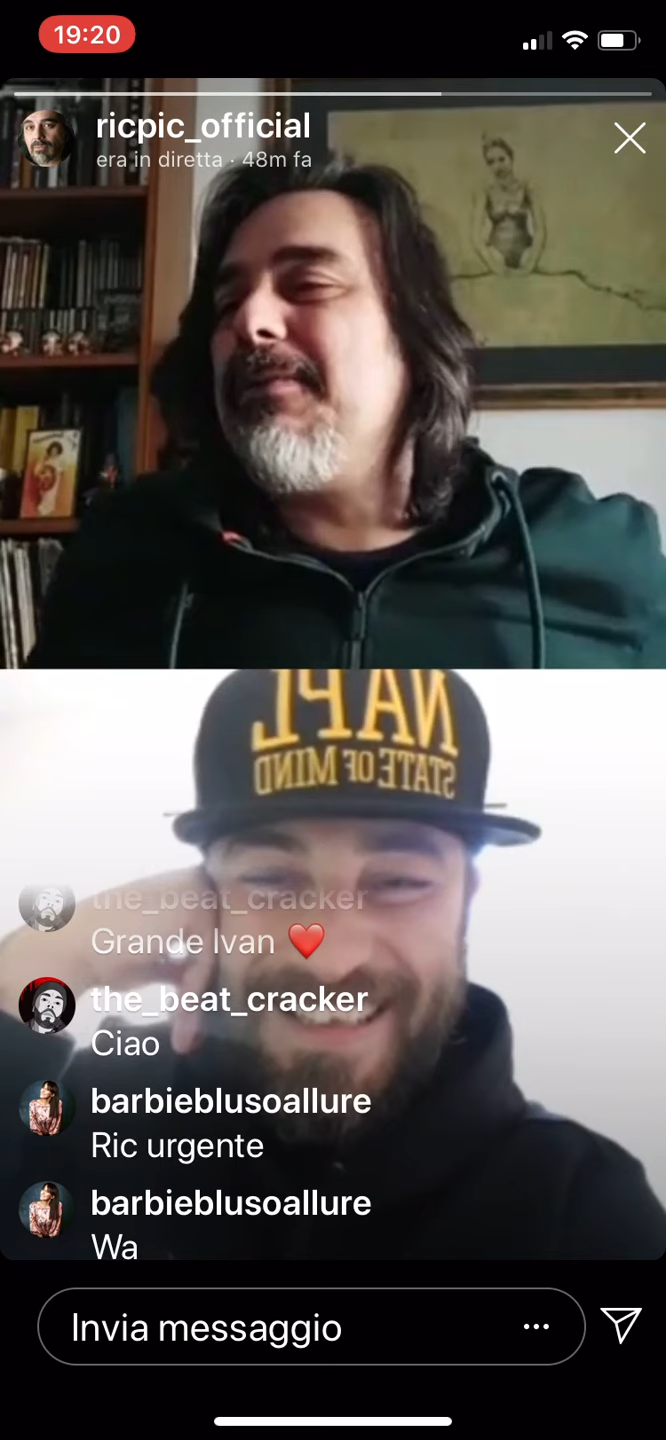 19:20
ricpic_official
era in diretta · 48m fa
NAPL
STATE OF MIND
the_beat_cracker
Grande Ivan ❤️
the_beat_cracker
Ciao
barbieblusoallure
Ric urgente
barbieblusoallure
Wa
Invia messaggio